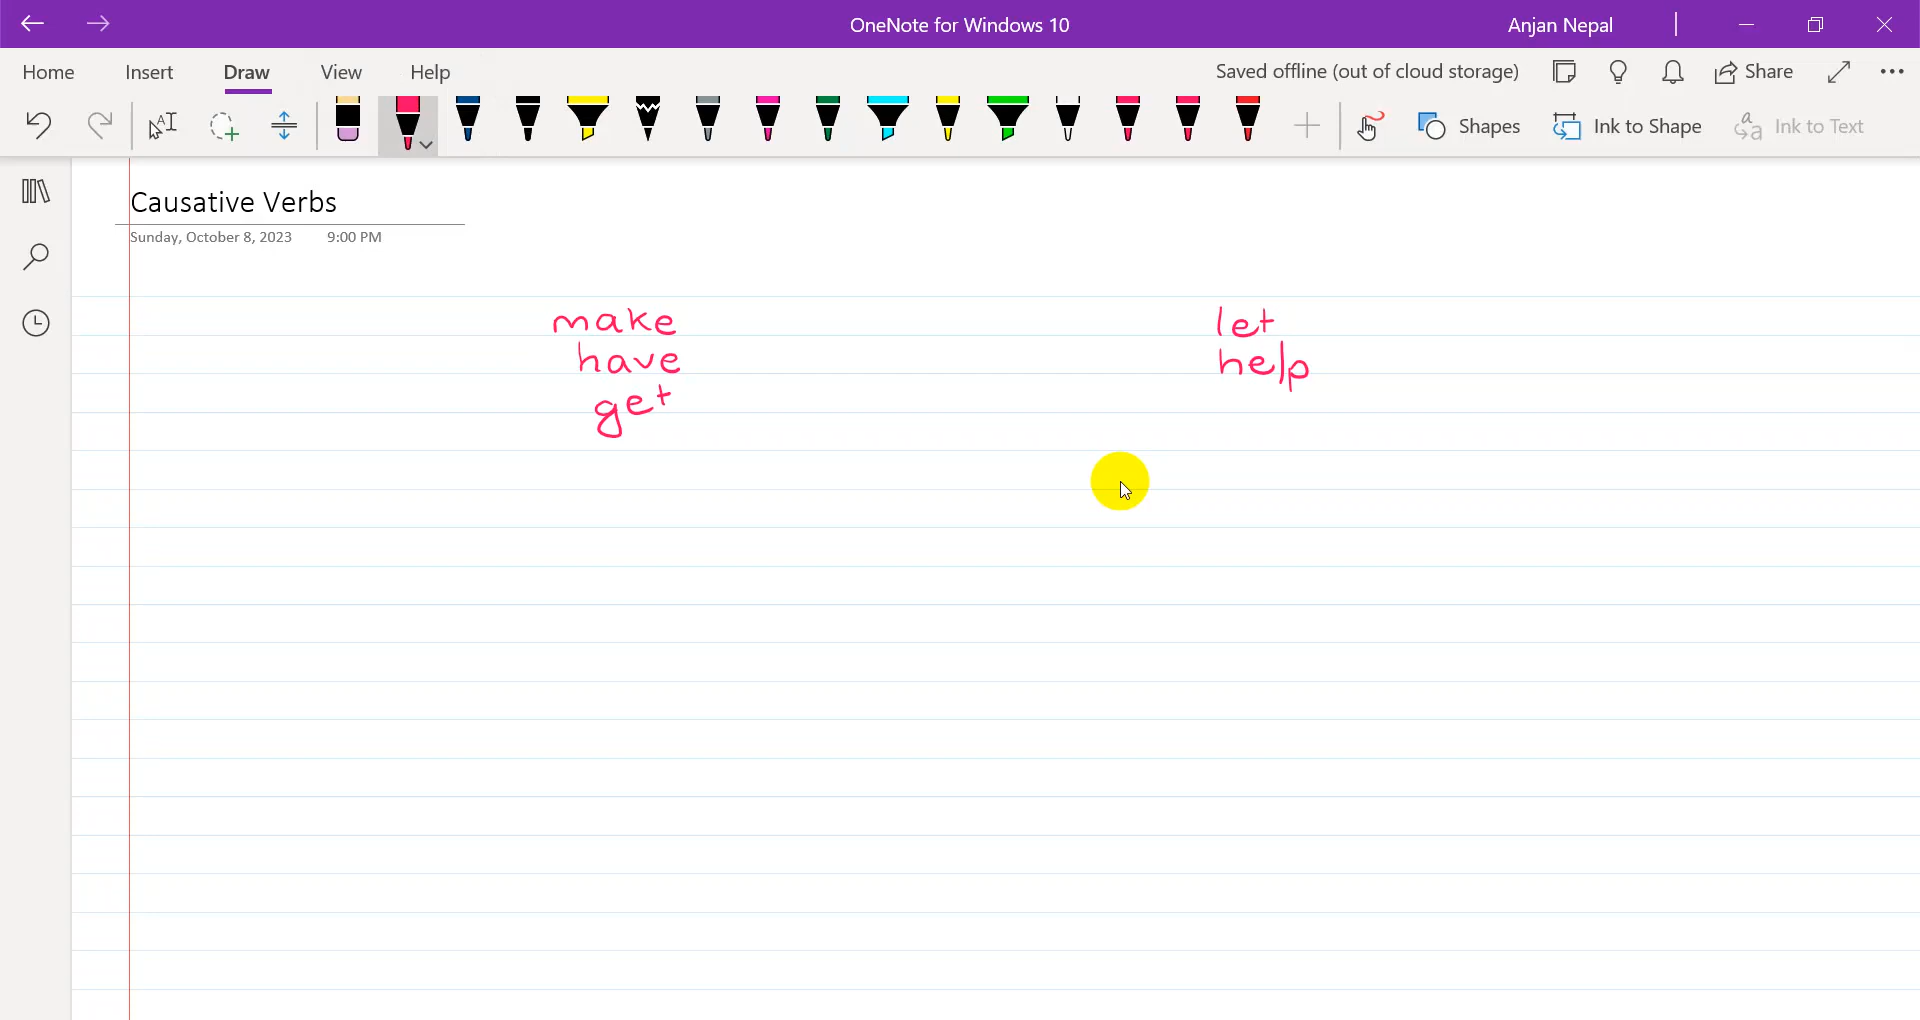 OneNote for Windows 10
Anjan Nepal
Home Insert Draw View Help
Saved offline (out of cloud storage) Share
Shapes Ink to Shape Ink to Text
Causative Verbs
Sunday, October 8, 2023 9:00 PM
make
have
get
let
help